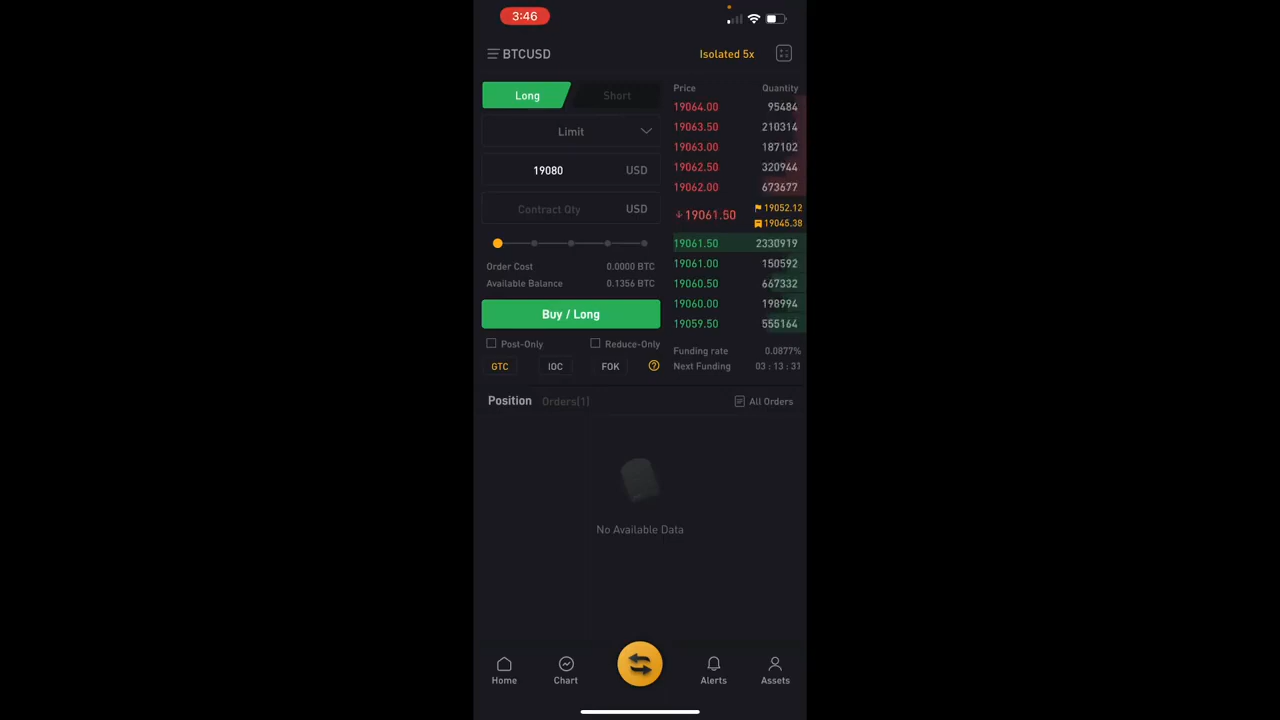 3:46
BTCUSD
Isolated 5x
Long
Short
Limit
19080 USD
Contract Qty USD
Order Cost 0.0000 BTC
Available Balance 0.1356 BTC
Buy / Long
Post-Only
Reduce-Only
GTC
IOC
FOK
Price Quantity
19064.00 95484
19063.50 210314
19063.00 187102
19062.50 320944
19062.00 673677
19061.50
19052.12
19045.38
19061.50 2330919
19061.00 150592
19060.50 667332
19060.00 198994
19059.50 555164
Funding rate 0.0877%
Next Funding 03 : 13 : 31
Position
Orders(1)
All Orders
No Available Data
Home
Chart
Alerts
Assets